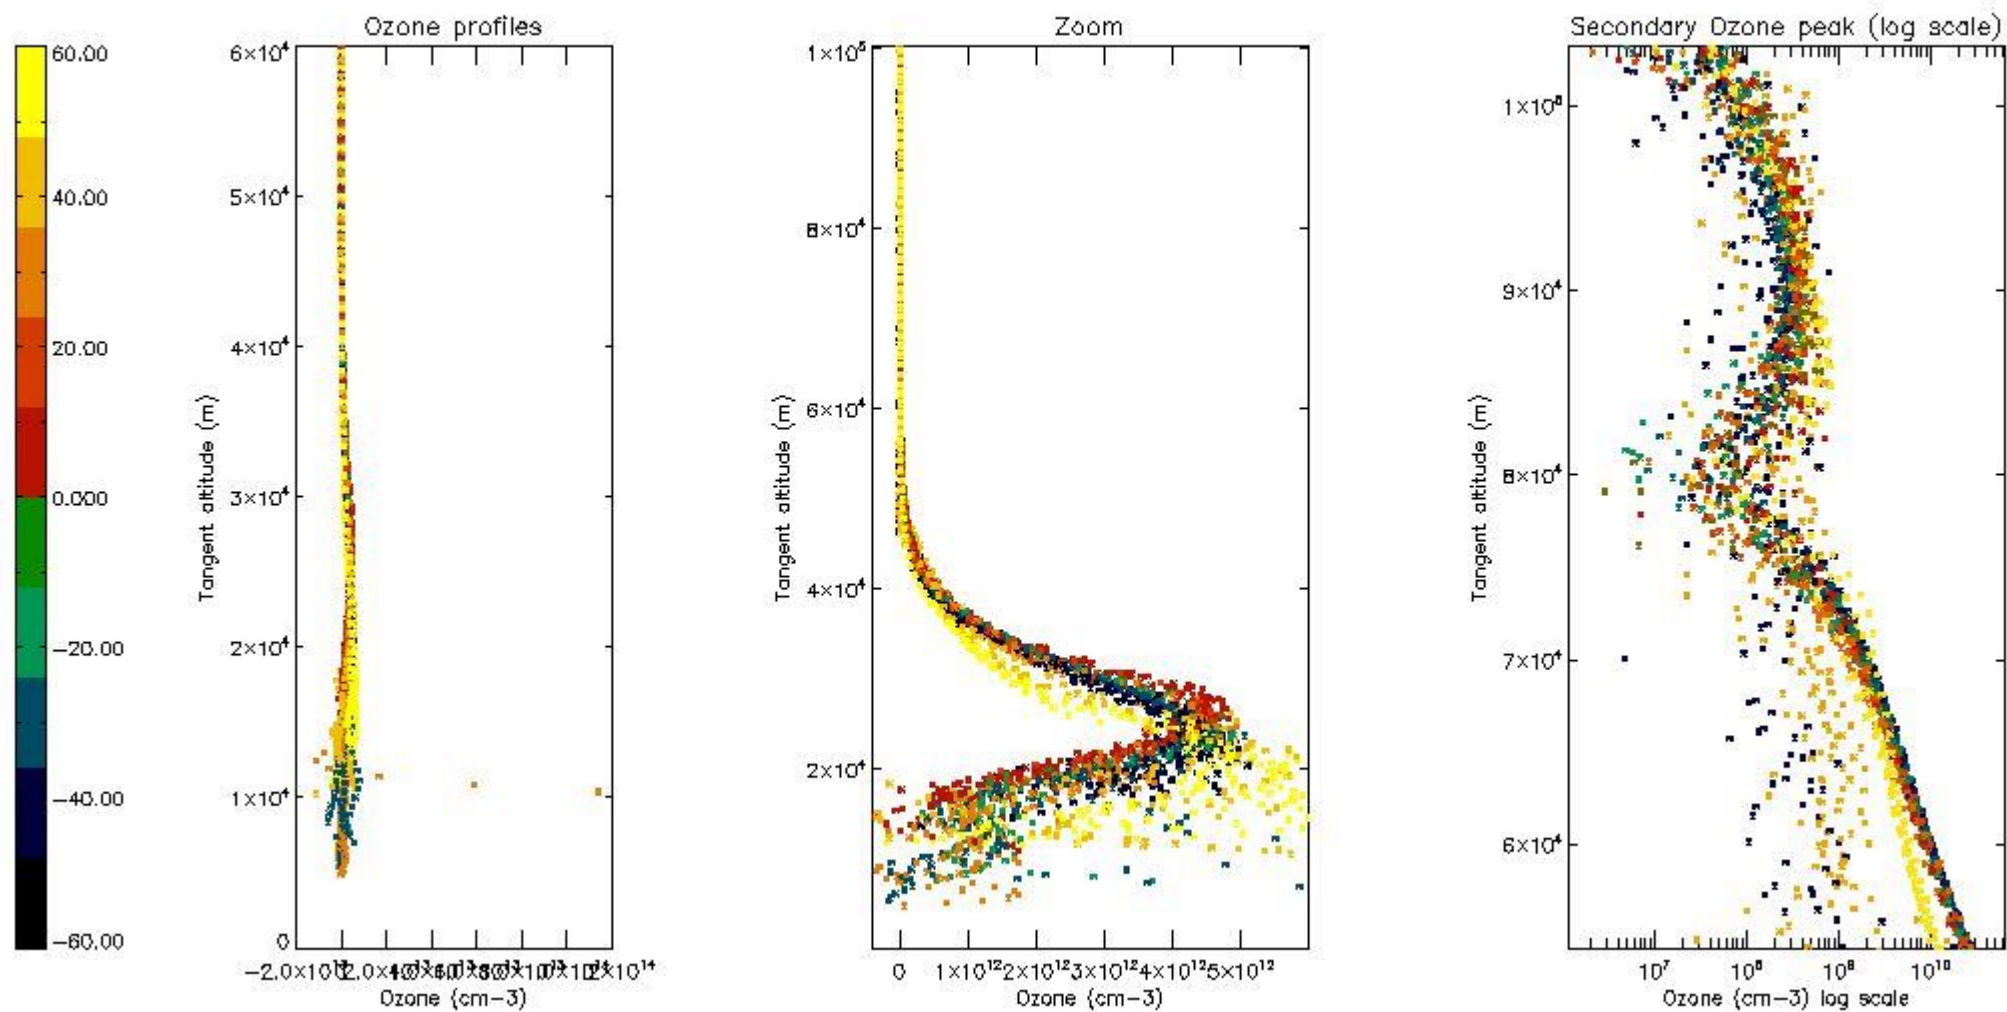 Ozone profiles
Zoom
Secondary Ozone peak (log scale)
60.00
40.00
20.00
-20.00
-40.00
-60.00
6×10⁴
5×10⁴
4×10⁴
3×10⁴
2×10⁴
1×10⁴
0
Tangent altitude (m)
Ozone (cm-3)
1×10⁵
8×10⁴
6×10⁴
4×10⁴
2×10⁴
Tangent altitude (m)
0 1×10¹² 2×10¹² 3×10¹² 4×10¹² 5×10¹²
Ozone (cm-3)
9×10⁴
8×10⁴
7×10⁴
6×10⁴
Tangent altitude (m)
10⁷ 10⁸ 10⁹ 10¹⁰
Ozone (cm-3) log scale